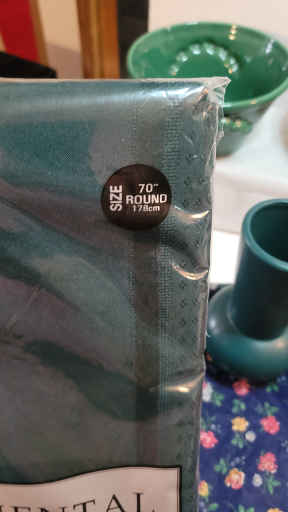 SIZE
70"
ROUND
178cm